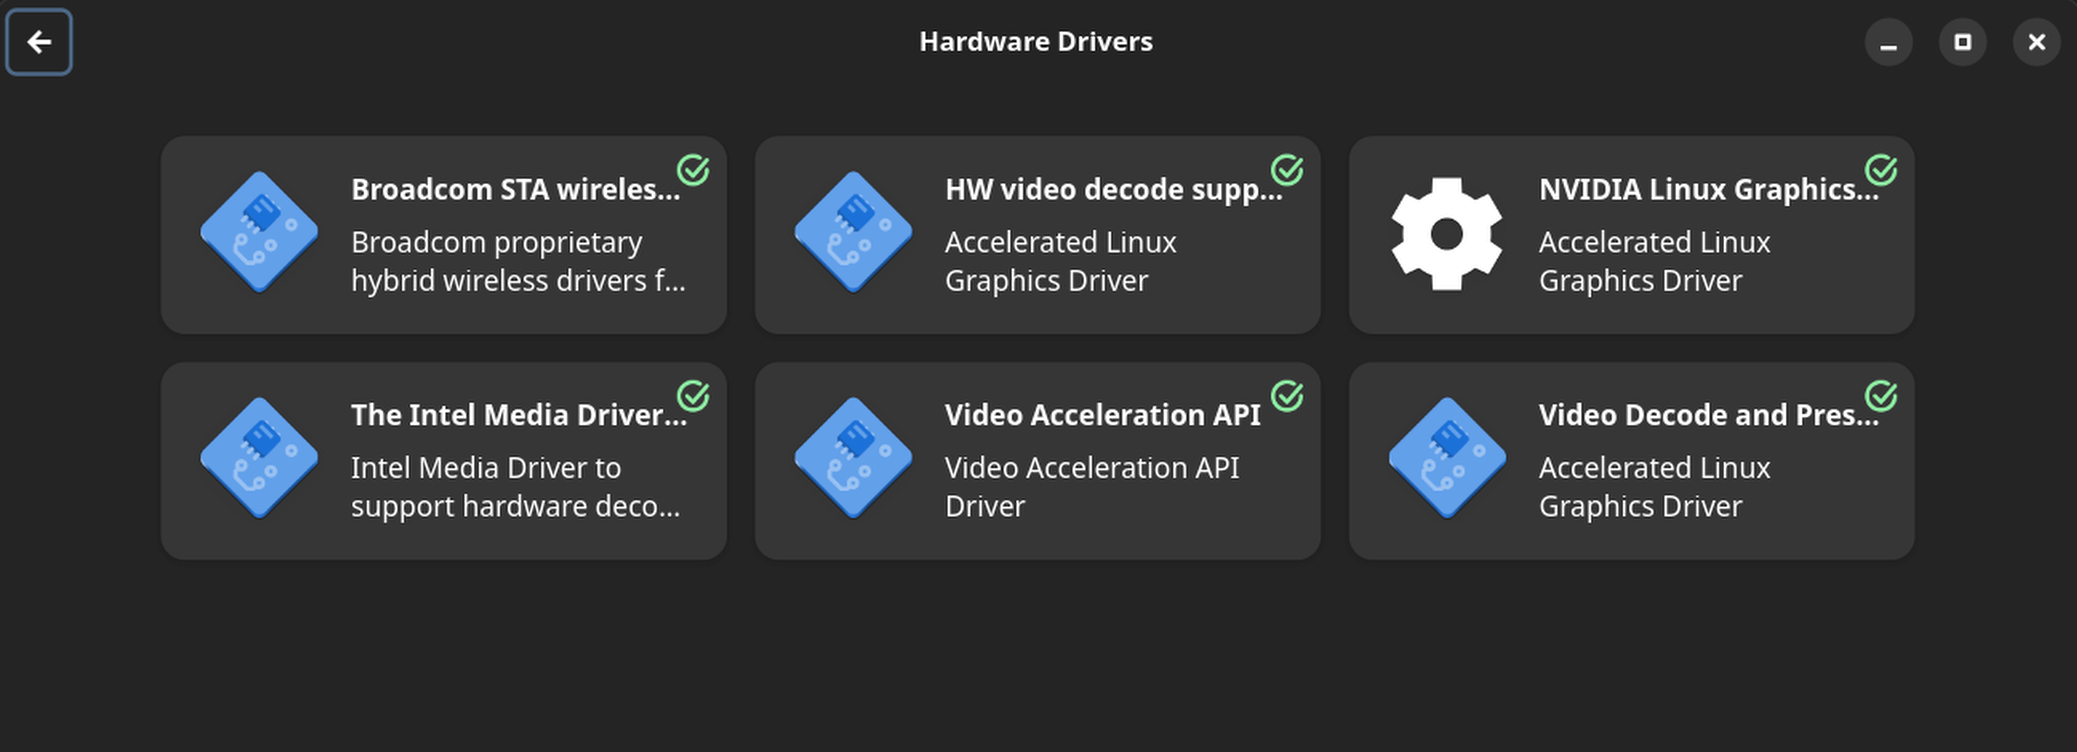 Hardware Drivers
Broadcom STA wireles...
Broadcom proprietary
hybrid wireless drivers f...
HW video decode supp...
Accelerated Linux
Graphics Driver
NVIDIA Linux Graphics...
Accelerated Linux
Graphics Driver
The Intel Media Driver...
Intel Media Driver to
support hardware deco...
Video Acceleration API
Video Acceleration API
Driver
Video Decode and Pres...
Accelerated Linux
Graphics Driver